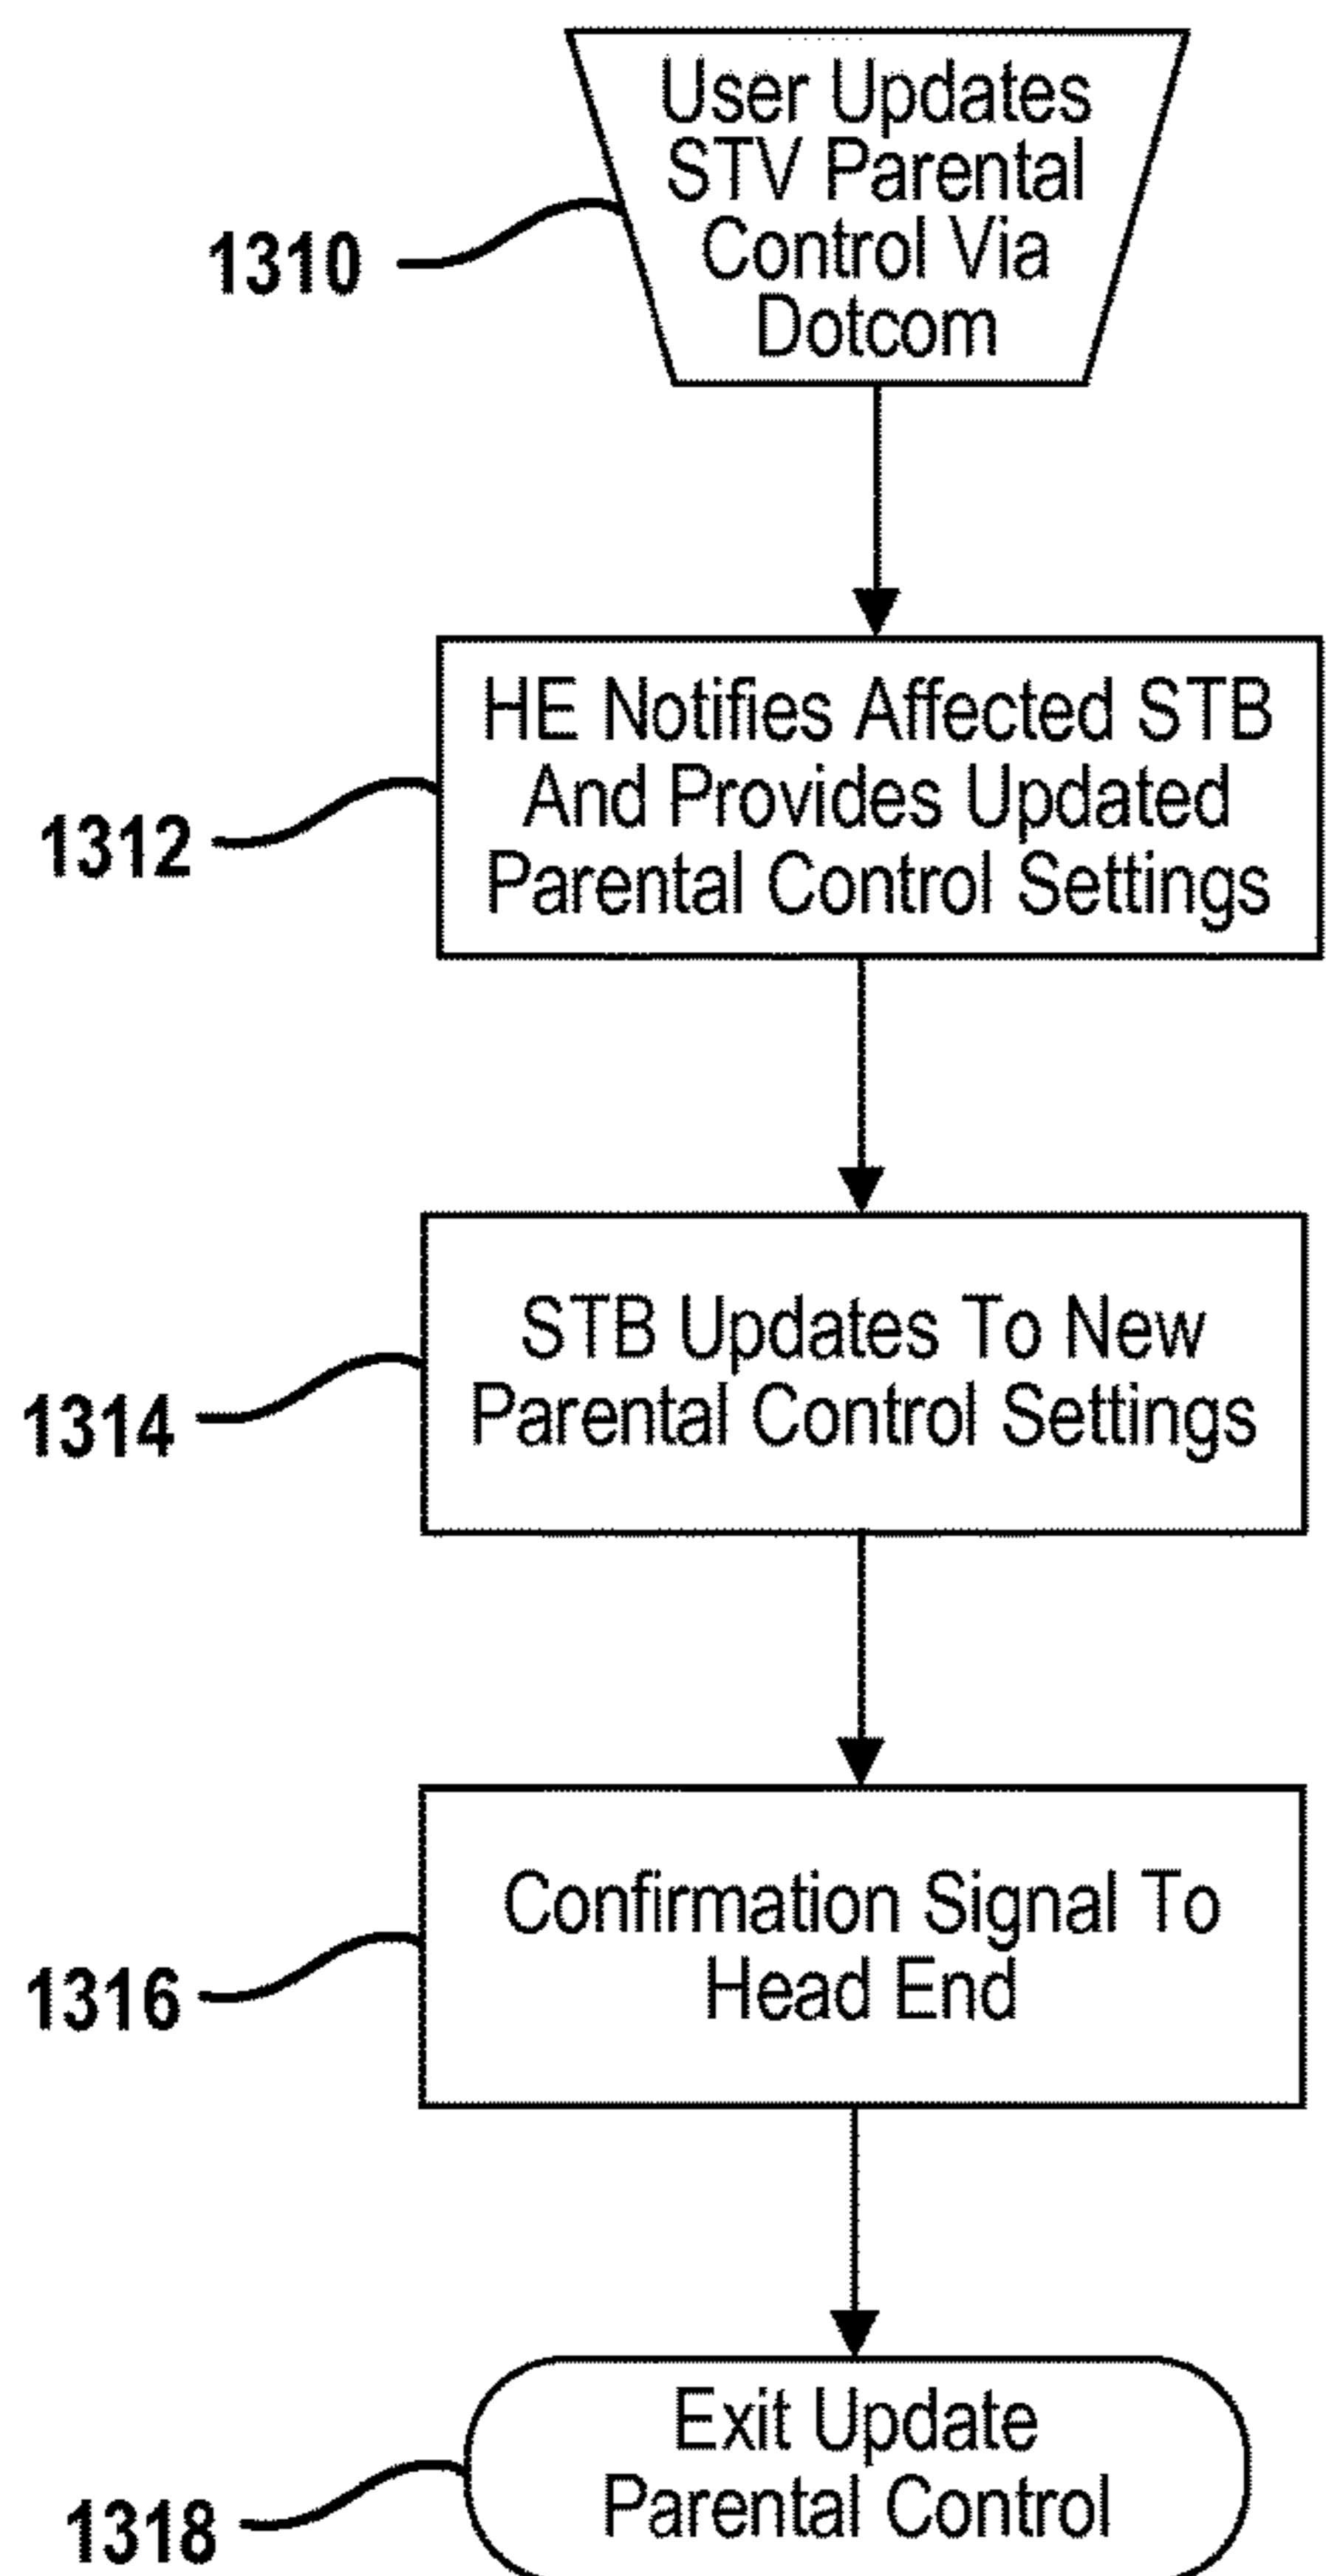 User Updates
STV Parental
Control Via
Dotcom
1310
HE Notifies Affected STB
And Provides Updated
Parental Control Settings
1312
STB Updates To New
Parental Control Settings
1314
Confirmation Signal To
Head End
1316
Exit Update
Parental Control
1318